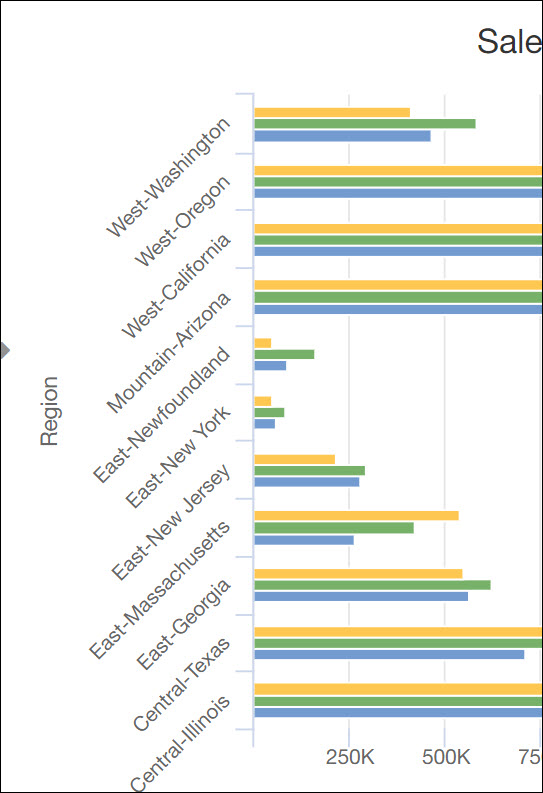 Sale
Region
West-Washington
West-Oregon
West-California
Mountain-Arizona
East-Newfoundland
East-New York
East-New Jersey
East-Massachusetts
East-Georgia
Central-Texas
Central-Illinois
250K 500K 75